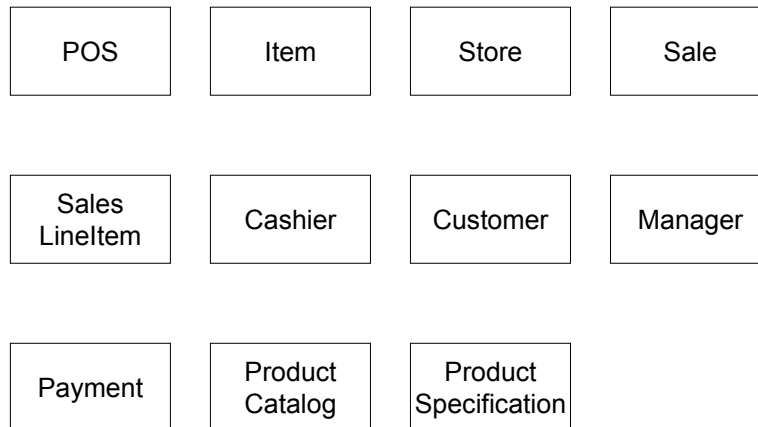 POS
Item
Store
Sale
Sales
LineItem
Cashier
Customer
Manager
Payment
Product
Catalog
Product
Specification